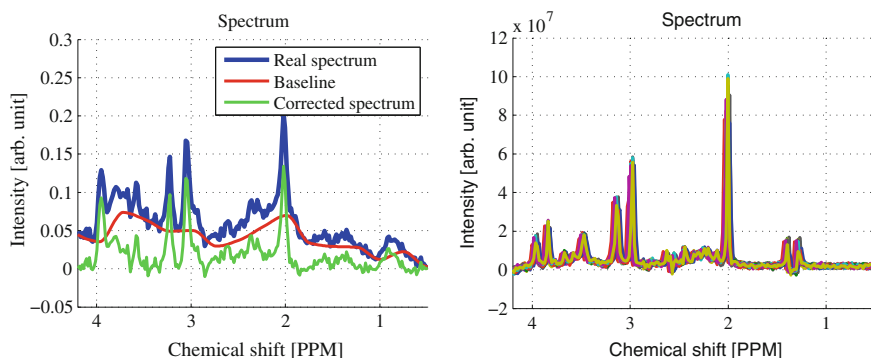 Spectrum
0.3
0.25
0.2
0.15
0.1
0.05
0
−0.05
Intensity [arb. unit]
Real spectrum
Baseline
Corrected spectrum
4 3 2 1
Chemical shift [PPM]
Spectrum
12 x 10^7
10
8
6
4
2
0
−2
Intensity [arb. unit]
4 3 2 1
Chemical shift [PPM]